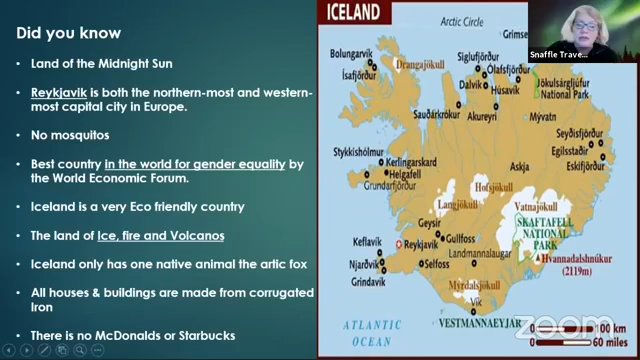 Did you know
Land of the Midnight Sun
Reykjavik is both the northern-most and western-
most capital city in Europe.
No mosquitos
Best country in the world for gender equality by
the World Economic Forum.
Iceland is a very Eco friendly country
The land of Ice, fire and Volcanos
Iceland only has one native animal the artic fox
All houses & buildings are made from corrugated
Iron
There is no McDonalds or Starbucks
ICELAND
Arctic Circle
Grimse
Bolungarvik
Ísafjörður
Drangajökull
Siglufjörður
Ólafsfjörður
Dalvik
Húsavík
Jökulsárgljúfur
National Park
Sauðárkrókur
Akureyri
Mývatn
Seyðisfjörður
Egilsstaðir
Eskifjörður
Stykkishólmur
Kerlingarskard
Helgafell
Grundarfjörður
Askja
Hofsjökull
Langjökull
Vatnajökull
Geysir
Gullfoss
SKAFTAFELL
NATIONAL
PARK
Keflavik
Reykjavik
Njarðvik
Selfoss
Landmannalaugar
Hvannadalshnúkur
(2119m)
Grindavik
Mýrdalsjökull
Vik
VESTMANNAEYJAR
ATLANTIC
OCEAN
100 km
60 miles
Snaffle Trave...
zoom